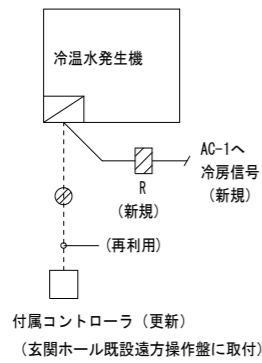 冷温水発生機
AC-1へ
冷房信号
(新規)
R
(新規)
(再利用)
付属コントローラ (更新)
(玄関ホール既設遠方操作盤に取付)